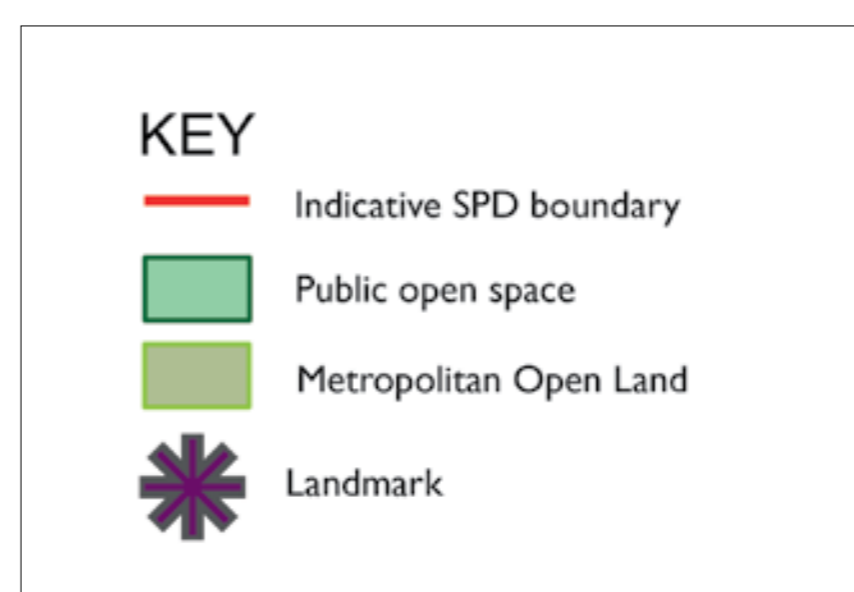 KEY
Indicative SPD boundary
Public open space
Metropolitan Open Land
Landmark